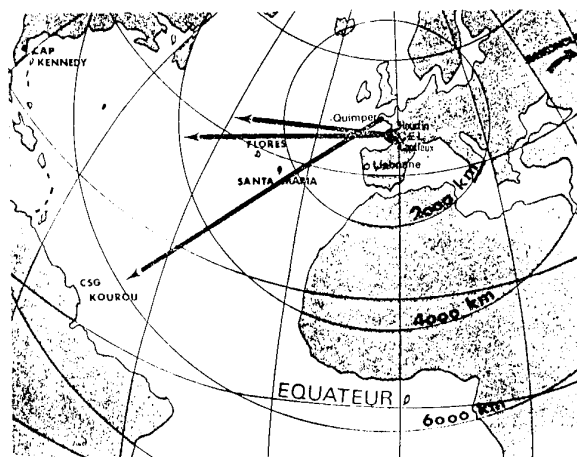 CAP
KENNEDY
Quimper
C.E.L.
FLORES
Lisbonne
SANTA MARIA
2000 km
CSG
KOUROU
4000 km
EQUATEUR
6000 km